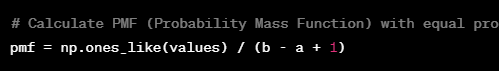 # Calculate PMF (Probability Mass Function) with equal pro
pmf = np.ones_like(values) / (b - a + 1)